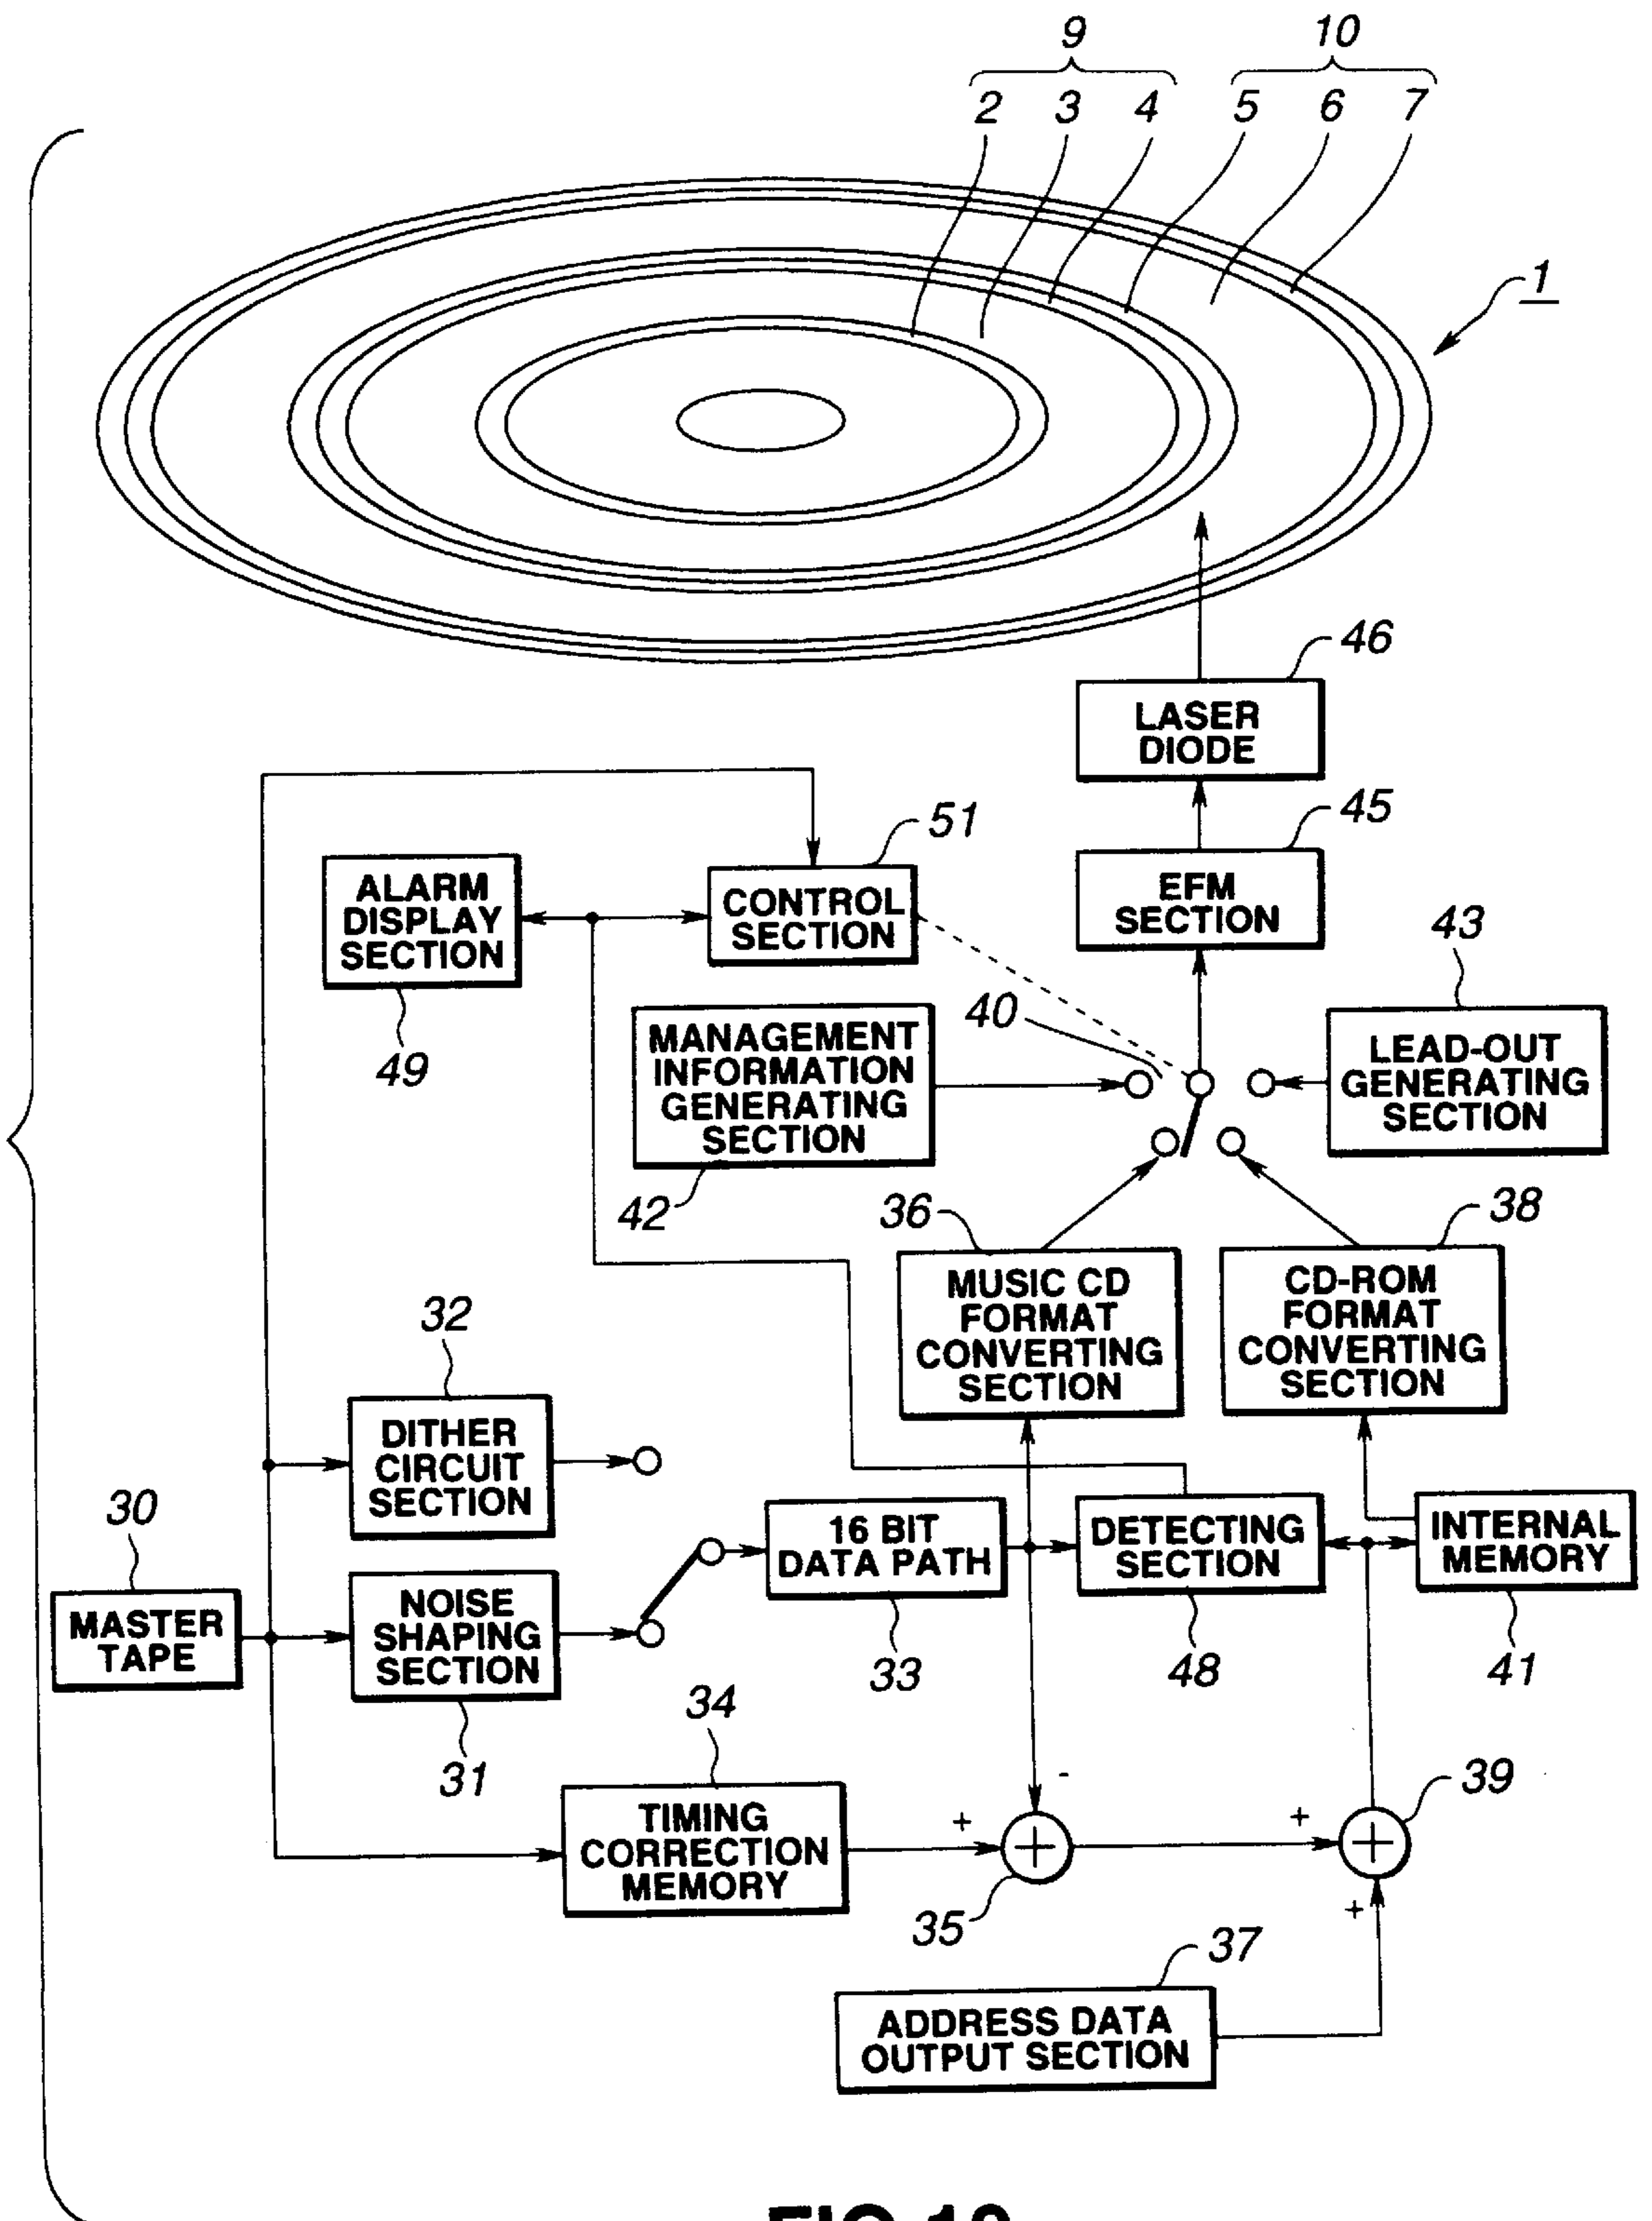 9 10
2 3 4 5 6 7
1
46
LASER
DIODE
45
EFM
SECTION
51
CONTROL
SECTION
ALARM
DISPLAY
SECTION
49
43
LEAD-OUT
GENERATING
SECTION
40
MANAGEMENT
INFORMATION
GENERATING
SECTION
42
36
MUSIC CD
FORMAT
CONVERTING
SECTION
38
CD-ROM
FORMAT
CONVERTING
SECTION
32
DITHER
CIRCUIT
SECTION
30
MASTER
TAPE
NOISE
SHAPING
SECTION
31
16 BIT
DATA PATH
33
DETECTING
SECTION
48
INTERNAL
MEMORY
41
34
TIMING
CORRECTION
MEMORY
+
-
+
35
+
+
39
+
37
ADDRESS DATA
OUTPUT SECTION